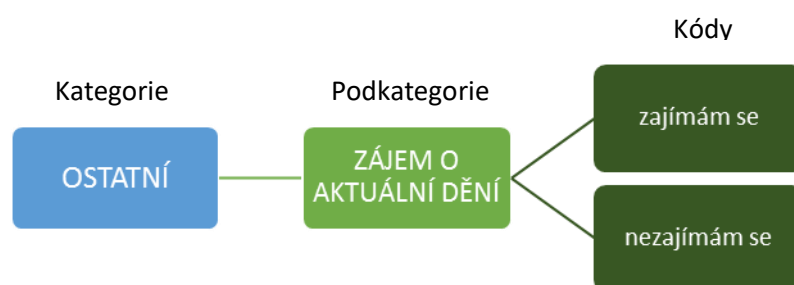 Kódy
Kategorie
Podkategorie
zajímám se
OSTATNÍ
ZÁJEM O
AKTUÁLNÍ DĚNÍ
nezajímám se